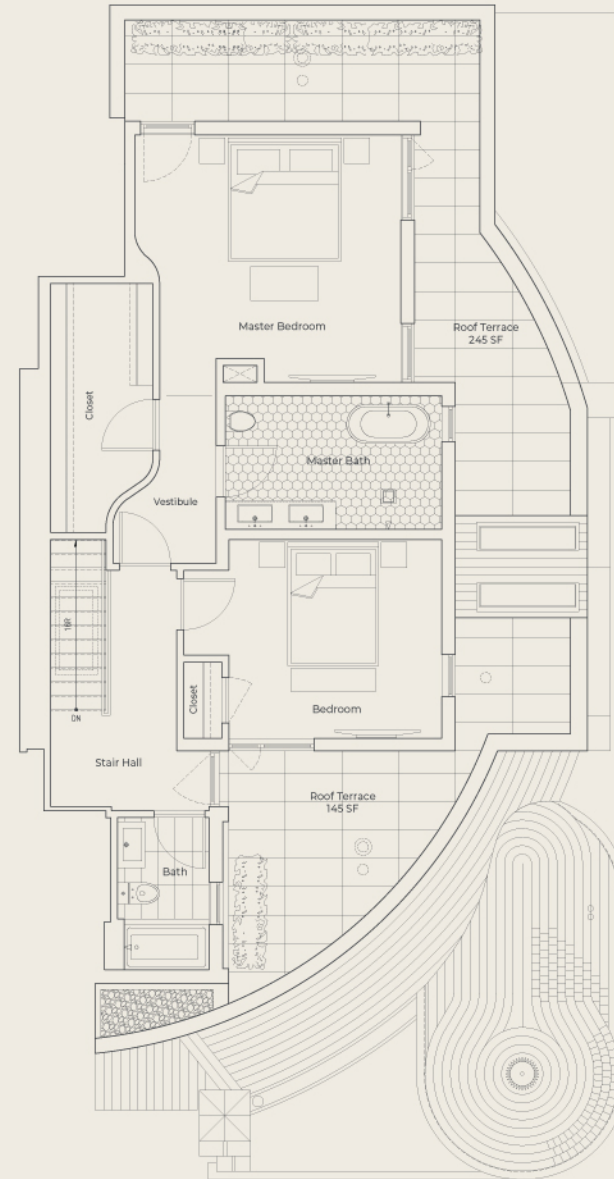 Master Bedroom
Roof Terrace
245 SF
Closet
Master Bath
Vestibule
16R
DN
Closet
Bedroom
Stair Hall
Roof Terrace
145 SF
Bath